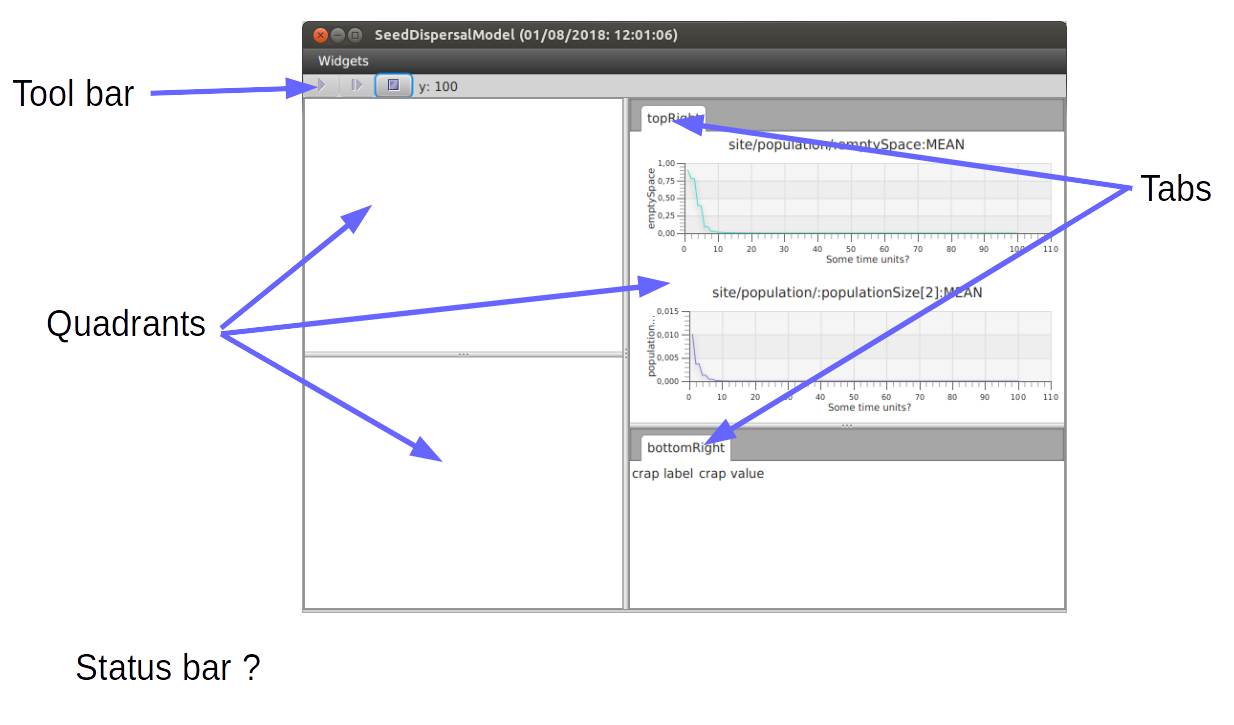 SeedDispersalModel (01/08/2018: 12:01:06)
Widgets
Tool bar
y: 100
topRight
site/population/:emptySpace:MEAN
emptySpace
1,00
0,75
0,50
0,25
0,00
0 10 20 30 40 50 60 70 80 90 100 110
Some time units?
Tabs
Quadrants
site/population/:populationSize[2]:MEAN
population...
0,015
0,010
0,005
0,000
0 10 20 30 40 50 60 70 80 90 100 110
Some time units?
bottomRight
crap label crap value
Status bar ?